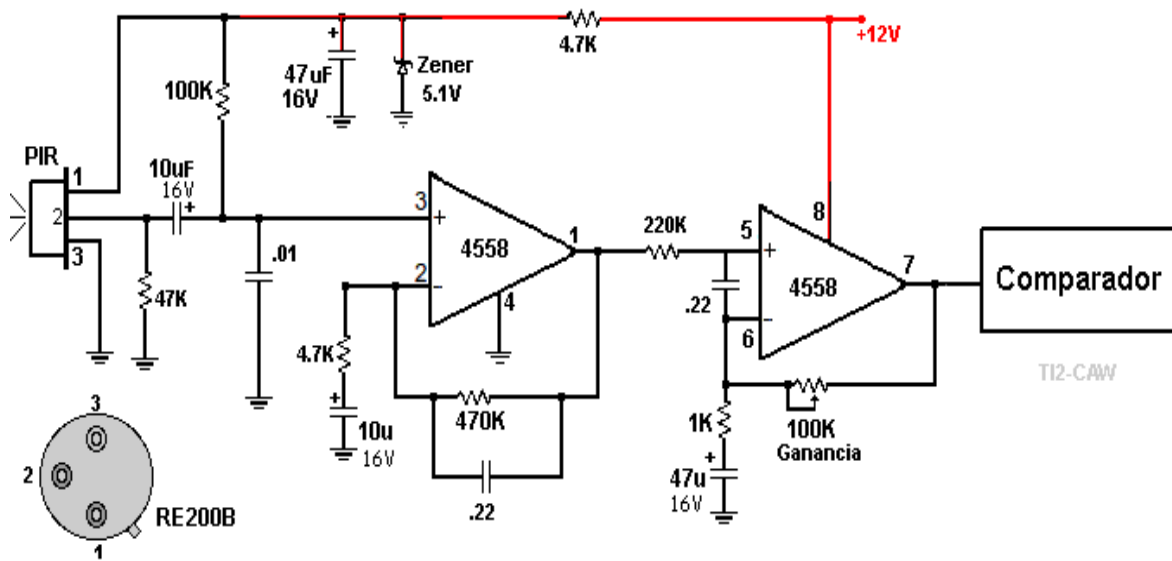 4.7K
+12V
+
47uF
16V
Zener
5.1V
100K
PIR
1
2
3
10uF
16V
+
47K
.01
3
+
2
-
4558
1
4
4.7K
+
10u
16V
470K
.22
220K
5
+
.22
6
-
4558
8
7
1K
+
47u
16V
100K
Ganancia
Comparador
TI2-CAW
3
2
1
RE200B